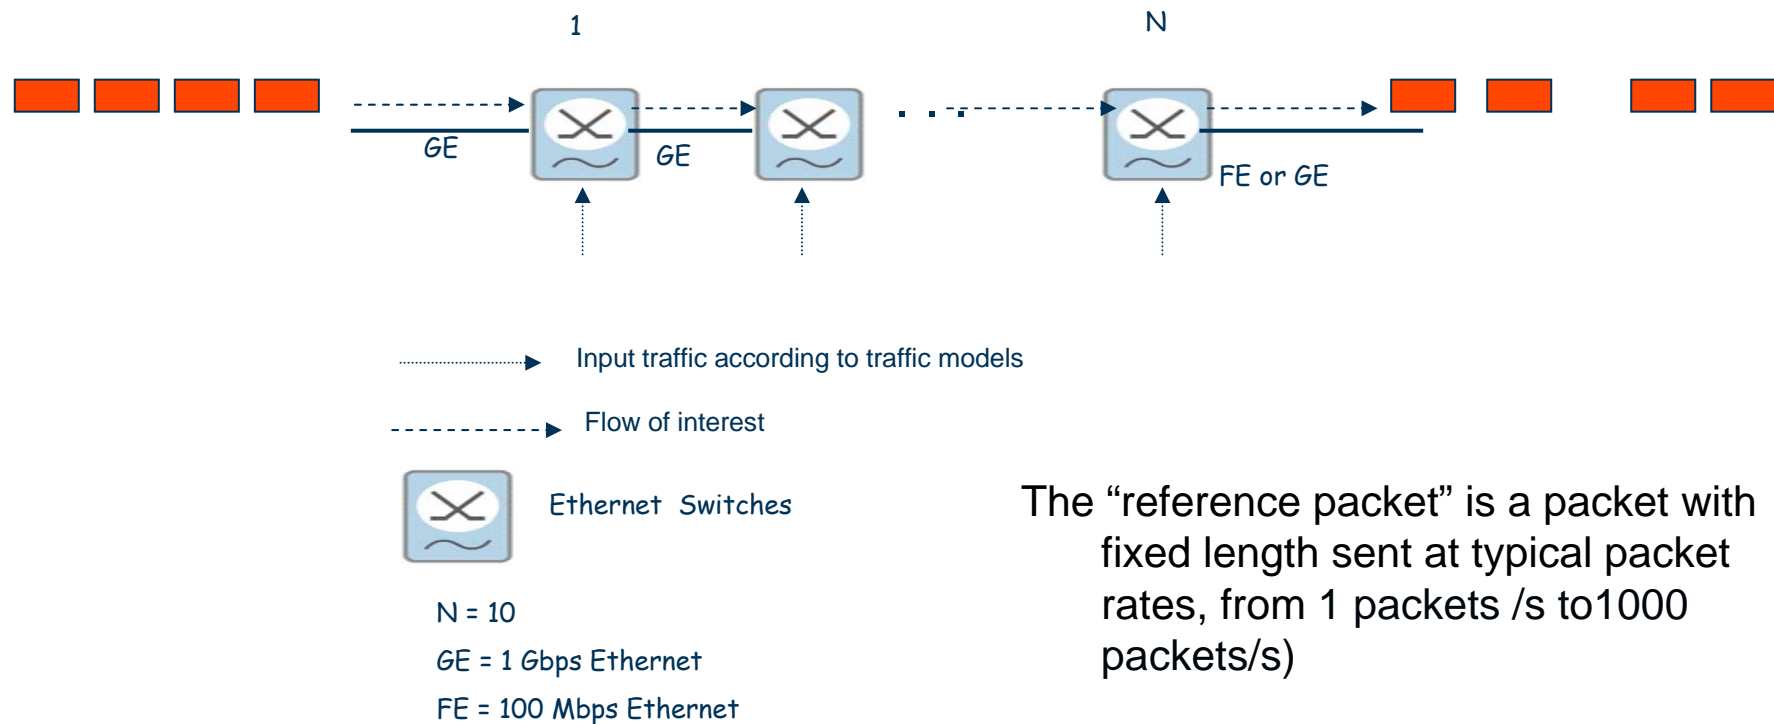 1
N
GE
GE
. . .
FE or GE
Input traffic according to traffic models
Flow of interest
Ethernet Switches
N = 10
GE = 1 Gbps Ethernet
FE = 100 Mbps Ethernet
The “reference packet” is a packet with
fixed length sent at typical packet
rates, from 1 packets /s to1000
packets/s)